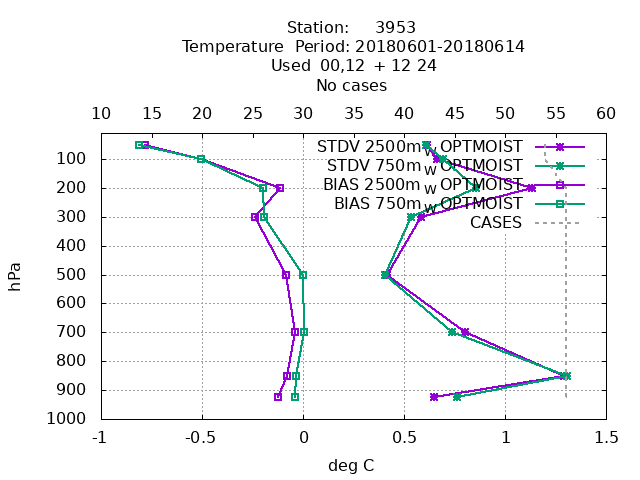 Station: 3953
Temperature Period: 20180601-20180614
Used 00,12 + 12 24
No cases
10 15 20 25 30 35 40 45 50 55 60
STDV 2500m_W OPTMOIST
STDV 750m_W OPTMOIST
BIAS 2500m_W OPTMOIST
BIAS 750m_W OPTMOIST
CASES
hPa
100
200
300
400
500
600
700
800
900
1000
-1 -0.5 0 0.5 1 1.5
deg C